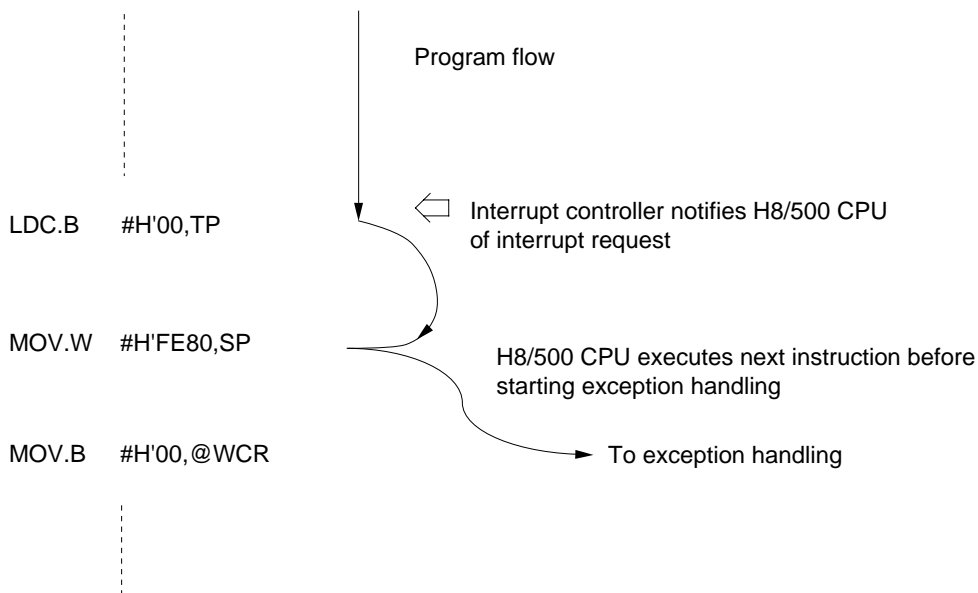 Program flow
LDC.B #H'00,TP
Interrupt controller notifies H8/500 CPU
of interrupt request
MOV.W #H'FE80,SP
H8/500 CPU executes next instruction before
starting exception handling
MOV.B #H'00,@WCR
To exception handling